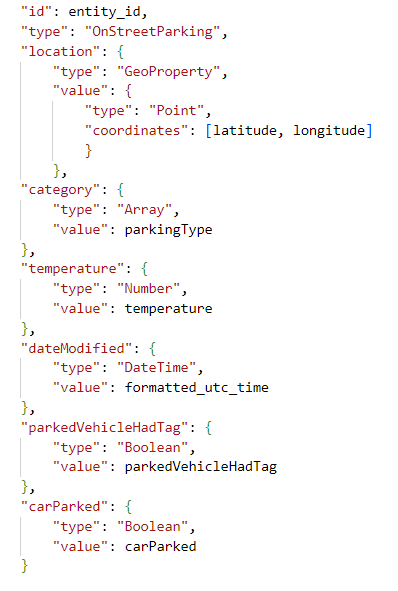 "id": entity_id,
"type": "OnStreetParking",
"location": {
"type": "GeoProperty",
"value": {
"type": "Point",
"coordinates": [latitude, longitude]
}
},
"category": {
"type": "Array",
"value": parkingType
},
"temperature": {
"type": "Number",
"value": temperature
},
"dateModified": {
"type": "DateTime",
"value": formatted_utc_time
},
"parkedVehicleHadTag": {
"type": "Boolean",
"value": parkedVehicleHadTag
},
"carParked": {
"type": "Boolean",
"value": carParked
}